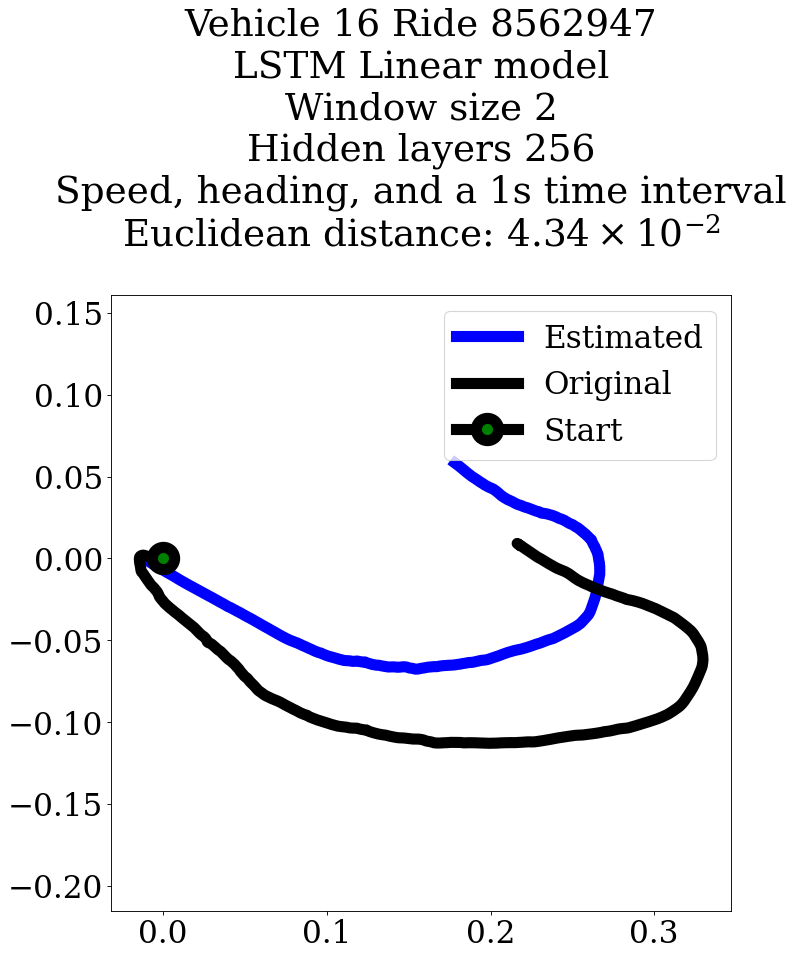 Vehicle 16 Ride 8562947
LSTM Linear model
Window size 2
Hidden layers 256
Speed, heading, and a 1s time interval
Euclidean distance: 4.34 × 10⁻²
Estimated
Original
Start
0.15
0.10
0.05
0.00
−0.05
−0.10
−0.15
−0.20
0.0 0.1 0.2 0.3